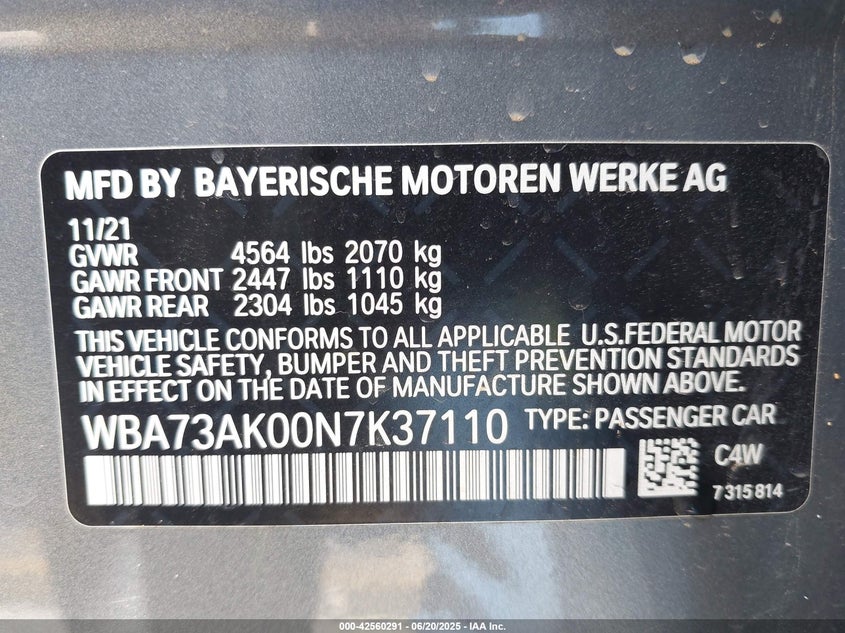 MFD BY BAYERISCHE MOTOREN WERKE AG
11/21
GVWR 4564 lbs 2070 kg
GAWR FRONT 2447 lbs 1110 kg
GAWR REAR 2304 lbs 1045 kg
THIS VEHICLE CONFORMS TO ALL APPLICABLE U.S.FEDERAL MOTOR
VEHICLE SAFETY, BUMPER AND THEFT PREVENTION STANDARDS
IN EFFECT ON THE DATE OF MANUFACTURE SHOWN ABOVE.
WBA73AK00N7K37110 TYPE: PASSENGER CAR
C4W
7315814
000-42560291 - 06/20/2025 - IAA Inc.